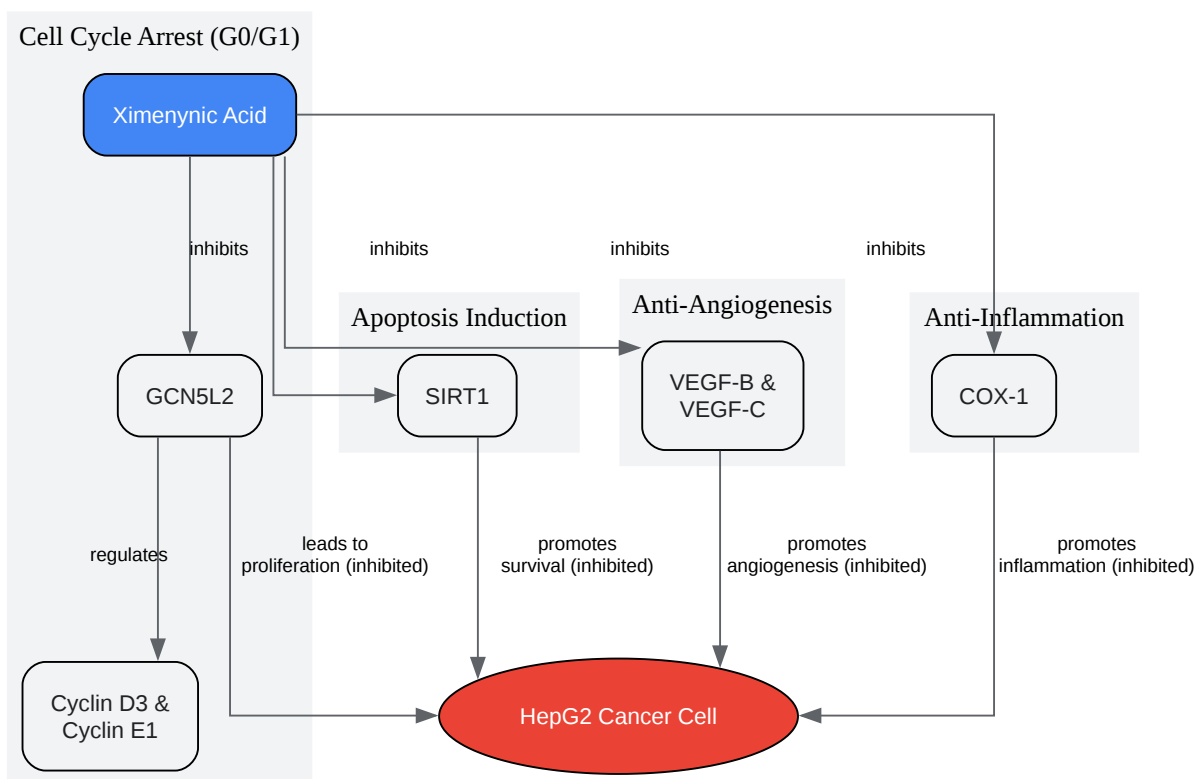 Cell Cycle Arrest (G0/G1)
Ximenynic Acid
inhibits
inhibits
inhibits
inhibits
Apoptosis Induction
Anti-Angiogenesis
Anti-Inflammation
GCN5L2
SIRT1
VEGF-B &
VEGF-C
COX-1
regulates
leads to
proliferation (inhibited)
promotes
survival (inhibited)
promotes
angiogenesis (inhibited)
promotes
inflammation (inhibited)
Cyclin D3 &
Cyclin E1
HepG2 Cancer Cell